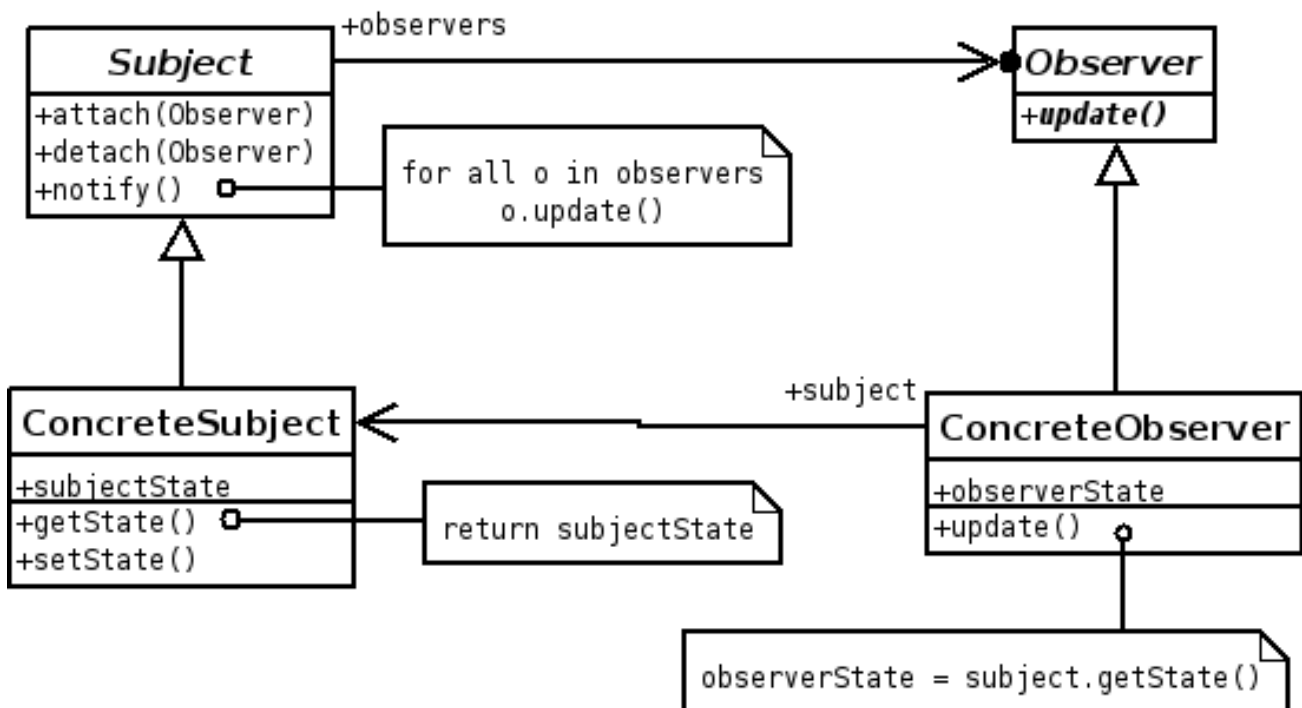 +observers
Subject
+attach(Observer)
+detach(Observer)
+notify()
for all o in observers
o.update()
Observer
+update()
ConcreteSubject
+subjectState
+getState()
+setState()
return subjectState
+subject
ConcreteObserver
+observerState
+update()
observerState = subject.getState()